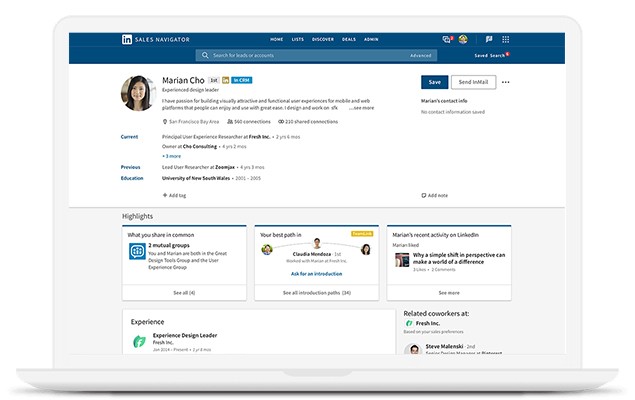 in SALES NAVIGATOR
HOME LISTS DISCOVER DEALS ADMIN
Search for leads or accounts Advanced Saved Search
Marian Cho 1st in In CRM
Experienced design leader
I have passion for building visually attractive and functional user experiences for mobile and web
platforms that people can enjoy and use with great ease. I design and work on ...see more
San Francisco Bay Area 560 connections 210 shared connections
Save Send InMail
Marian's contact info
No contact information saved
Current Principal User Experience Researcher at Fresh Inc. • 2 yrs 6 mos
Owner at Cho Consulting • 4 yrs 2 mos
+ 3 more
Previous Lead User Researcher at Zoomjax • 4 yrs 3 mos
Education University of New South Wales • 2001 – 2005
Add tag Add note
Highlights
What you share in common
2 mutual groups
You and Marian are both in the Great
Design Tools Group and the User
Experience Group
See all (4)
Your best path in
Claudia Mendoza · 1st
Worked with Marian at Fresh Inc.
Ask for an introduction
See all introduction paths (34)
Marian's recent activity on LinkedIn
Marian liked
Why a simple shift in perspective can
make a world of difference
3 Likes • 2 Comments
See more
Experience
Experience Design Leader
Fresh Inc.
Jan 2014 – Present
Related coworkers at:
Fresh Inc.
Based on your sales preferences
Steve Malenski · 2nd
Senior Design Manager at Pinterest